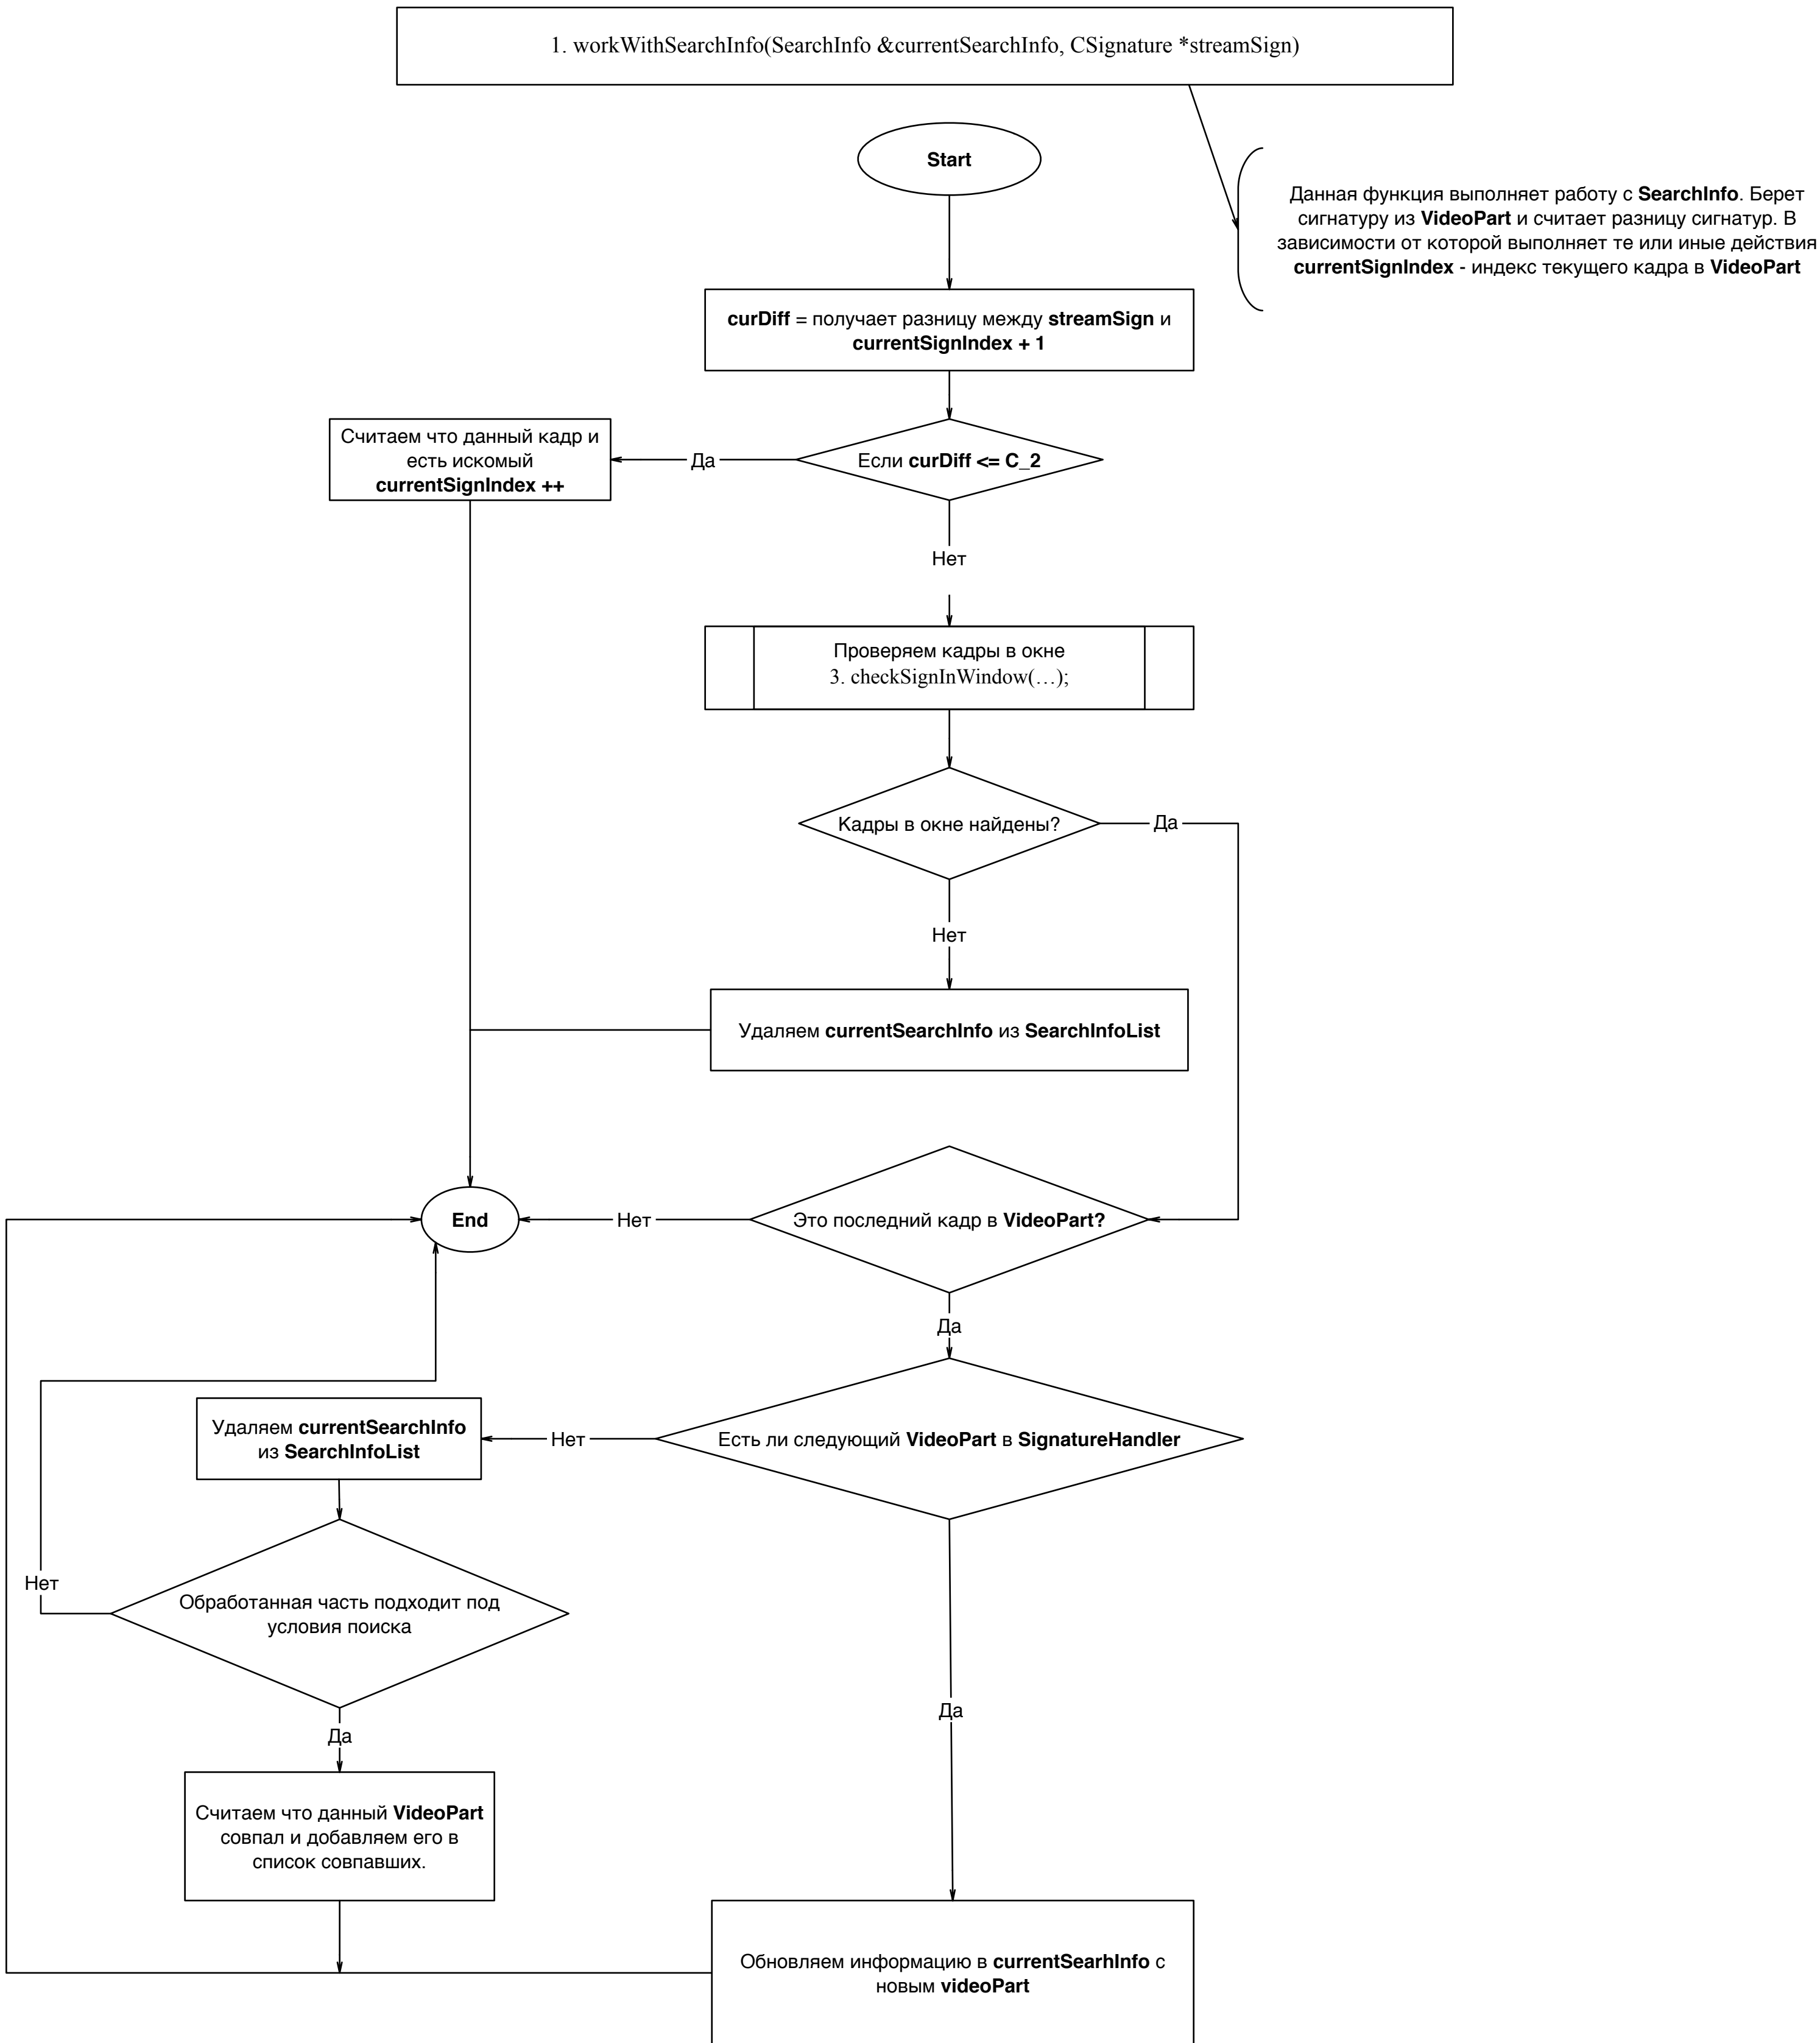 1. workWithSearchInfo(SearchInfo &currentSearchInfo, CSignature *streamSign)
Start
Данная функция выполняет работу с SearchInfo. Берет
сигнатуру из VideoPart и считает разницу сигнатур. В
зависимости от которой выполняет те или иные действия
currentSignIndex - индекс текущего кадра в VideoPart
curDiff = получает разницу между streamSign и
currentSignIndex + 1
Считаем что данный кадр и
есть искомый
currentSignIndex ++
Да
Если curDiff <= C_2
Нет
Проверяем кадры в окне
3. checkSignInWindow(…);
Кадры в окне найдены?
Да
Нет
Удаляем currentSearchInfo из SearchInfoList
End
Нет
Это последний кадр в VideoPart?
Да
Удаляем currentSearchInfo
из SearchInfoList
Нет
Есть ли следующий VideoPart в SignatureHandler
Нет
Обработанная часть подходит под
условия поиска
Да
Да
Считаем что данный VideoPart
совпал и добавляем его в
список совпавших.
Обновляем информацию в currentSearhInfo с
новым videoPart